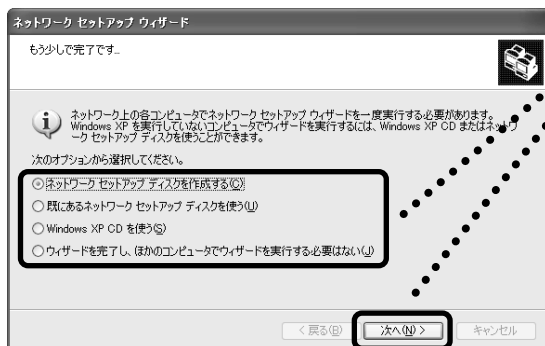 ネットワーク セットアップ ウィザード
もう少しで完了です...
ネットワーク上の各コンピュータでネットワーク セットアップ ウィザードを一度実行する必要があります。
Windows XP を実行していないコンピュータでウィザードを実行するには、Windows XP CD またはネットワ
ーク セットアップ ディスクを使うことができます。
次のオプションから選択してください。
ネットワーク セットアップ ディスクを作成する(C)
既にあるネットワーク セットアップ ディスクを使う(U)
Windows XP CD を使う(S)
ウィザードを完了し、ほかのコンピュータでウィザードを実行する必要はない(J)
< 戻る(B)
次へ(N) >
キャンセル